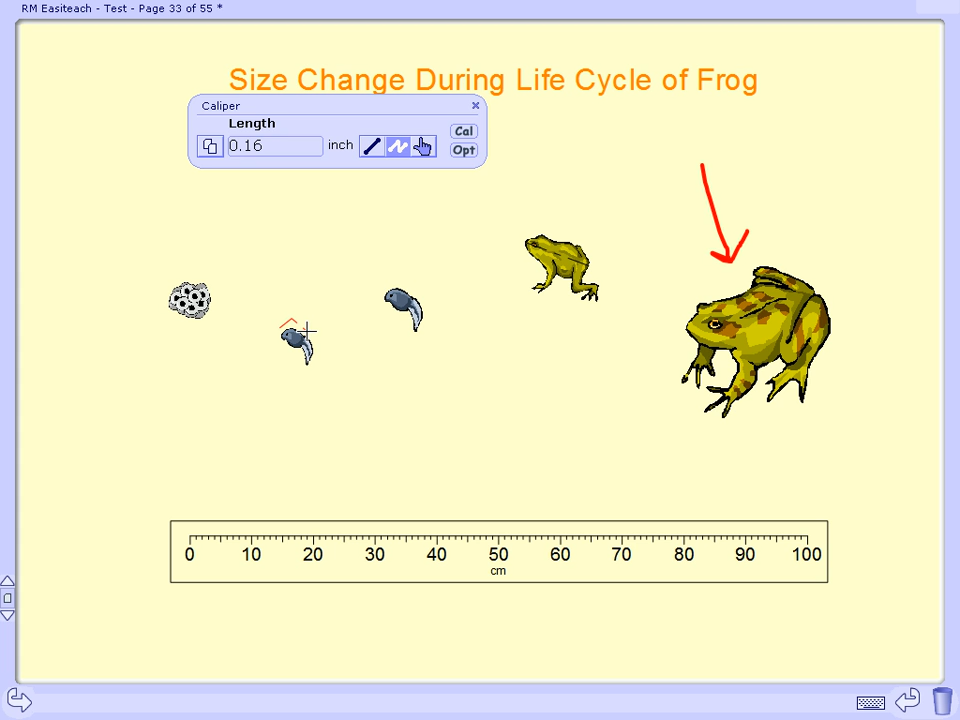 RM Easiteach - Test - Page 33 of 55 *
Size Change During Life Cycle of Frog
Caliper
Length
0.16 inch
Cal
Opt
0 10 20 30 40 50 60 70 80 90 100
cm